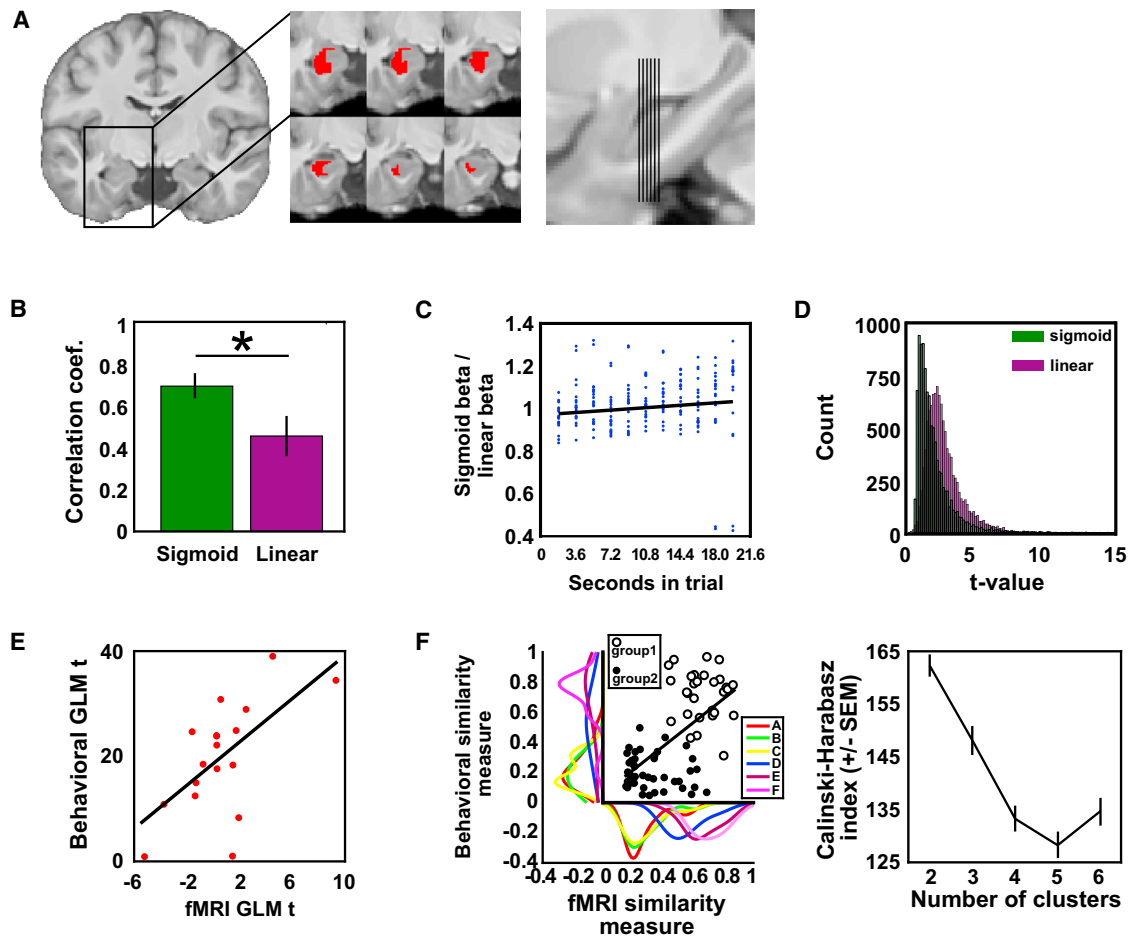 A
B
Correlation coef.
1
0.8
0.6
0.4
0.2
0
*
Sigmoid Linear
C
Sigmoid beta /
linear beta
1.4
1.2
1
0.8
0.6
0.4
0 3.6 7.2 10.8 14.4 18.0 21.6
Seconds in trial
D
Count
1000
750
500
250
0
sigmoid
linear
0 5 10 15
t-value
E
Behavioral GLM t
40
20
0
-6 -2 2 6 10
fMRI GLM t
F
Behavioral similarity
measure
1
0.8
0.6
0.4
0.2
0
-0.2
-0.4
group1
group2
A
B
C
D
E
F
-0.4 -0.2 0 0.2 0.4 0.6 0.8 1
fMRI similarity
measure
Calinski-Harabasz
index (+/- SEM)
165
155
145
135
125
2 3 4 5 6
Number of clusters